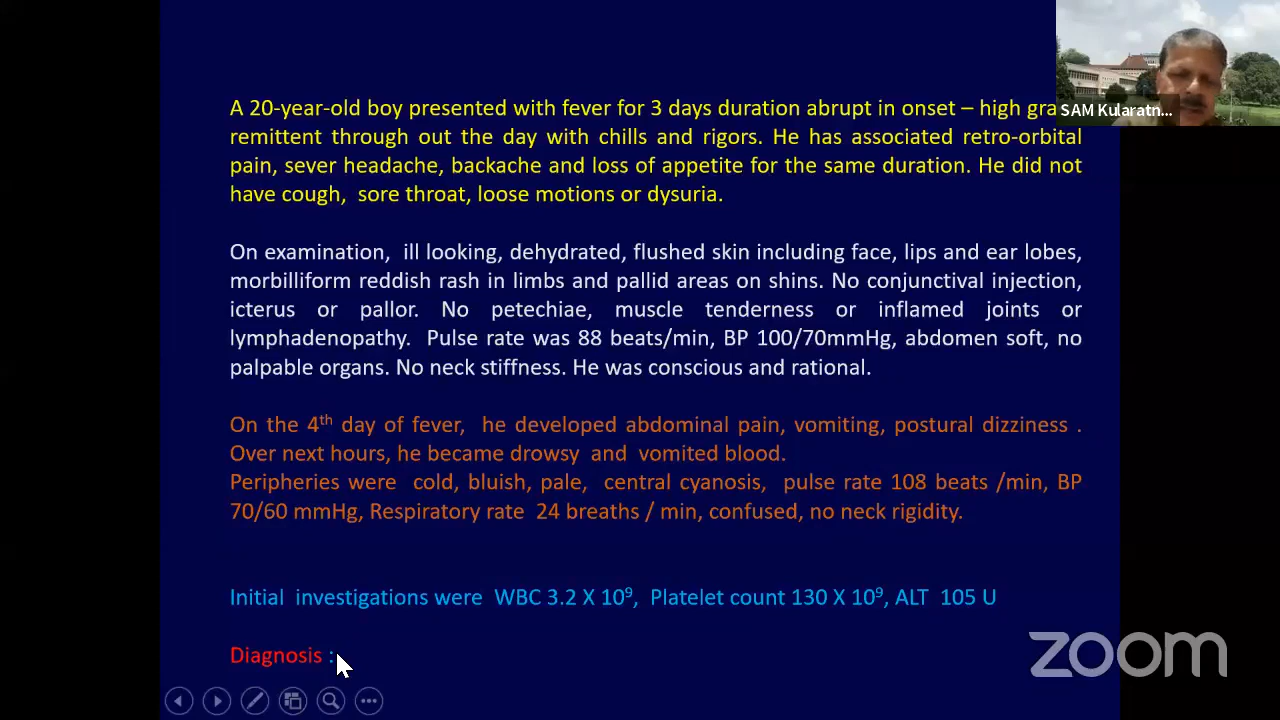 A 20-year-old boy presented with fever for 3 days duration abrupt in onset – high gra
remittent through out the day with chills and rigors. He has associated retro-orbital
pain, sever headache, backache and loss of appetite for the same duration. He did not
have cough, sore throat, loose motions or dysuria.
On examination, ill looking, dehydrated, flushed skin including face, lips and ear lobes,
morbilliform reddish rash in limbs and pallid areas on shins. No conjunctival injection,
icterus or pallor. No petechiae, muscle tenderness or inflamed joints or
lymphadenopathy. Pulse rate was 88 beats/min, BP 100/70mmHg, abdomen soft, no
palpable organs. No neck stiffness. He was conscious and rational.
On the 4th day of fever, he developed abdominal pain, vomiting, postural dizziness .
Over next hours, he became drowsy and vomited blood.
Peripheries were cold, bluish, pale, central cyanosis, pulse rate 108 beats /min, BP
70/60 mmHg, Respiratory rate 24 breaths / min, confused, no neck rigidity.
Initial investigations were WBC 3.2 X 10⁹, Platelet count 130 X 10⁹, ALT 105 U
Diagnosis :
SAM Kularatn...
zoom